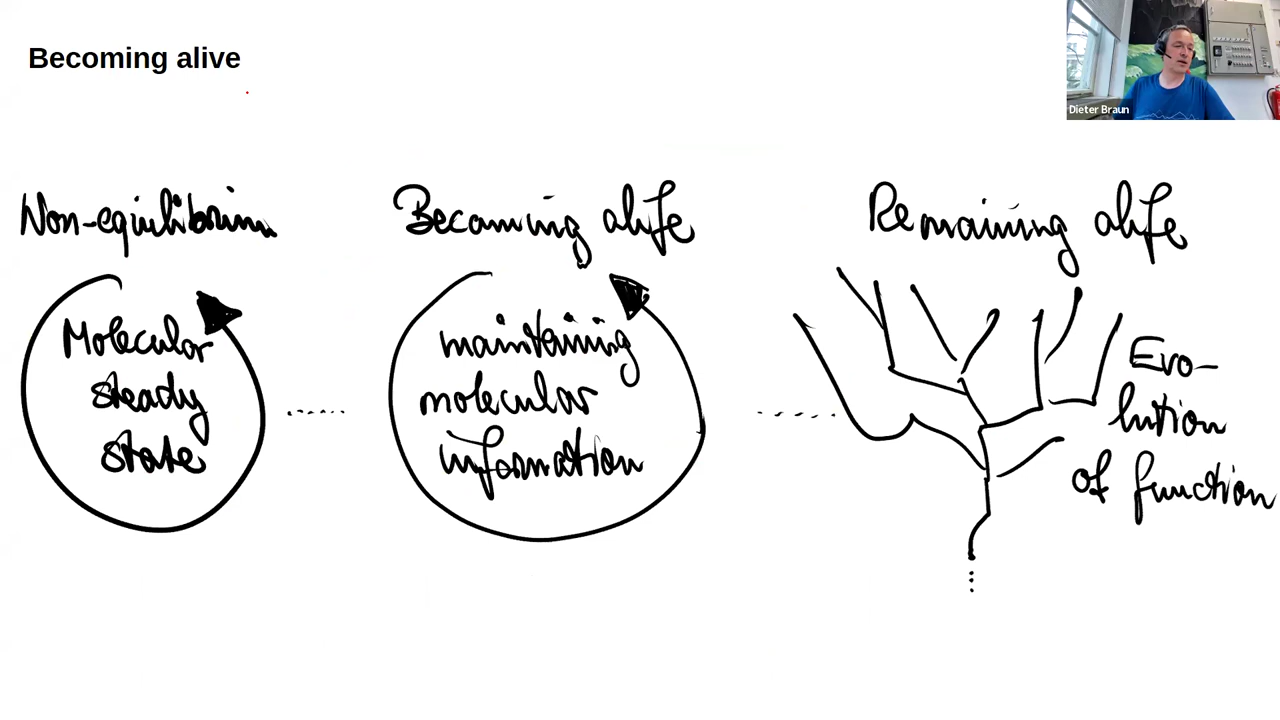 Becoming alive
Dieter Braun
Non-equilibrium
Becoming alife
Remaining alife
Molecular
steady
state
maintaining
molecular
information
Evo-
lution
of function